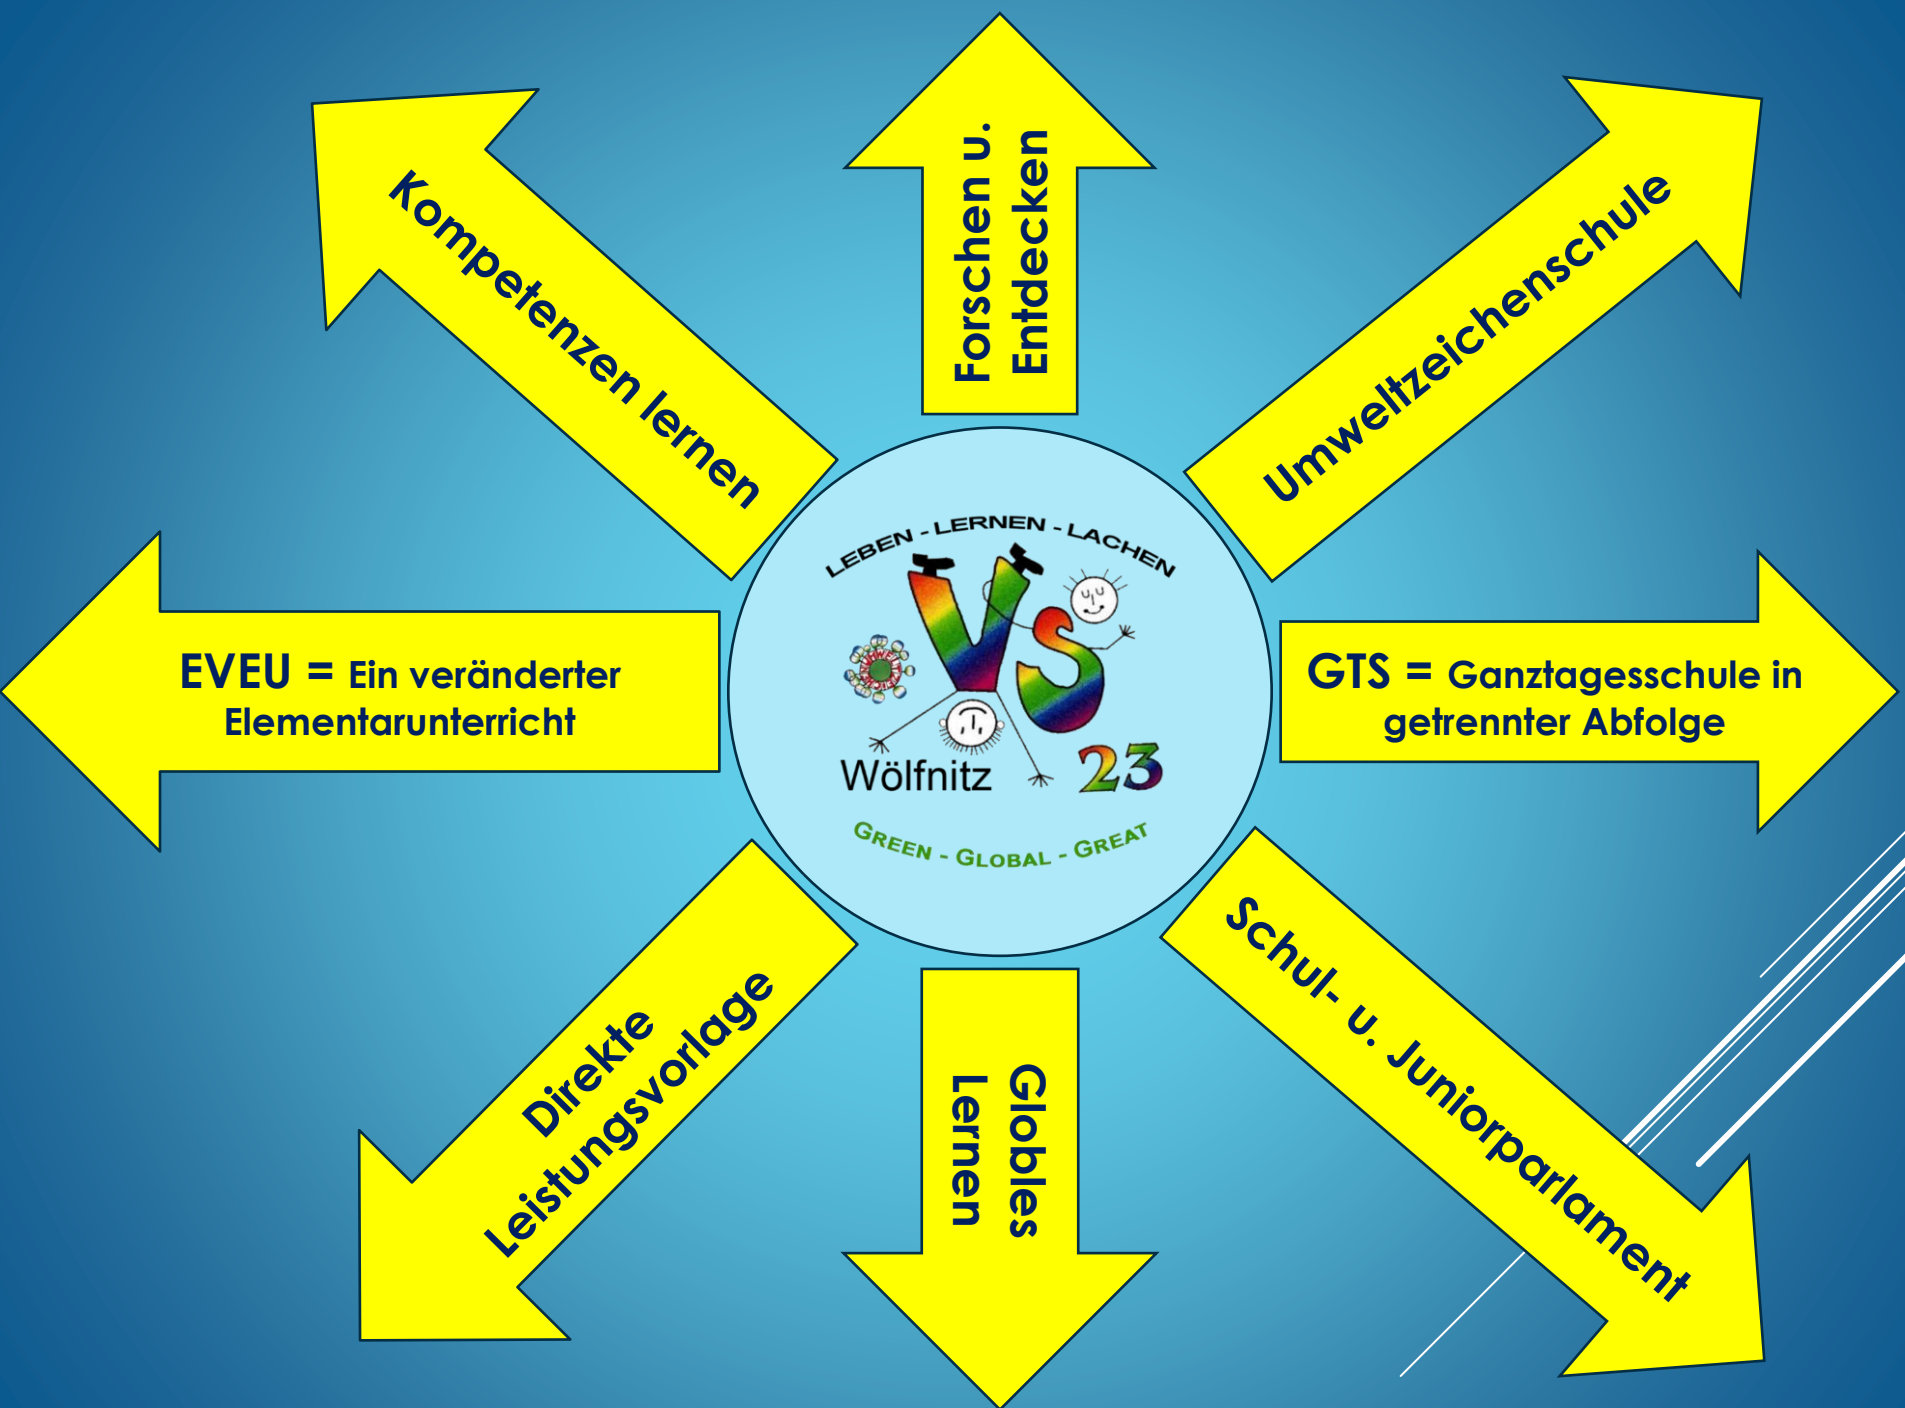 Forschen u.
Entdecken
Kompetenzen lernen
Umweltzeichenschule
LEBEN - LERNEN - LACHEN
VS
UMWELTZEICHEN
Wölfnitz 23
GREEN - GLOBAL - GREAT
EVEU = Ein veränderter
Elementarunterricht
GTS = Ganztagesschule in
getrennter Abfolge
Direkte
Leistungsvorlage
Globles
Lernen
Schul- u. Juniorparlament